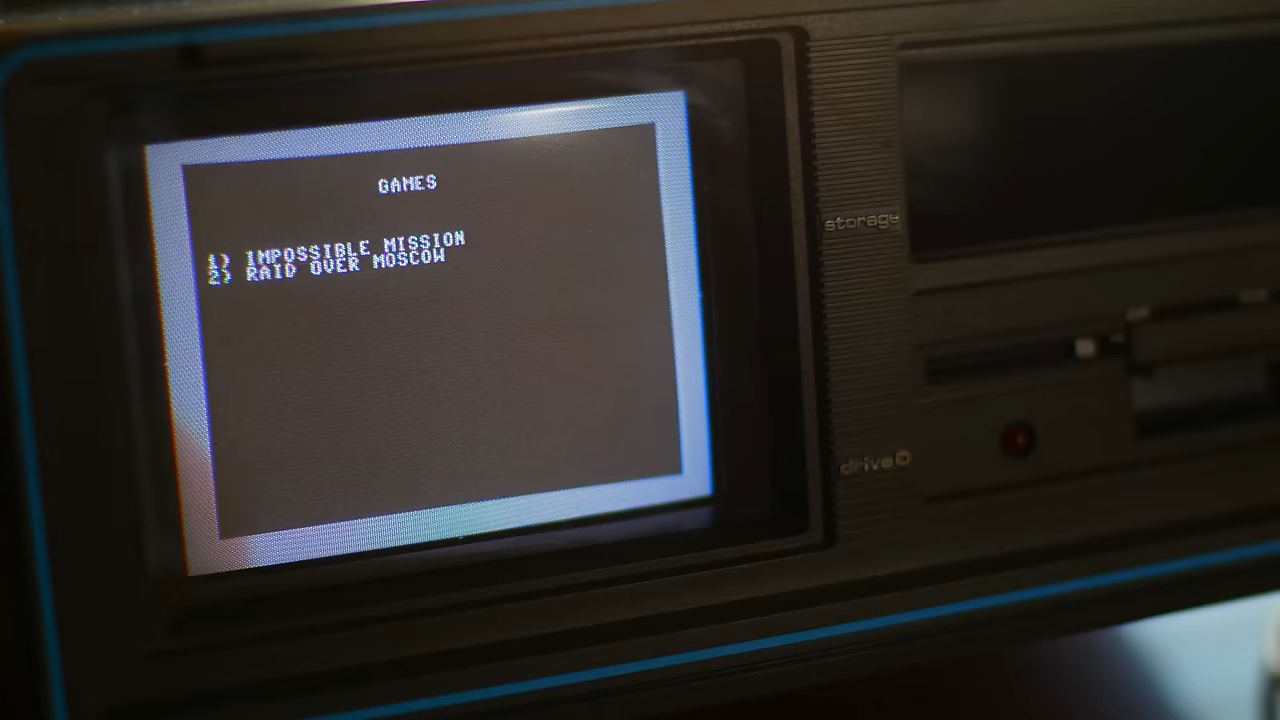 GAMES
1) IMPOSSIBLE MISSION
2) RAID OVER MOSCOW
storage
drive0